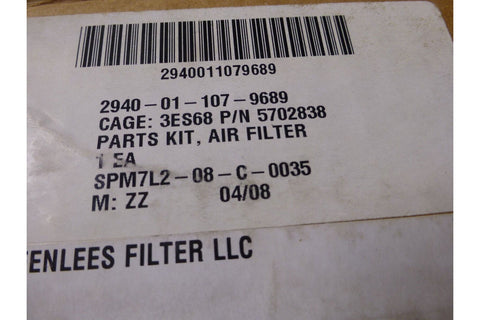 2940011079689
2940-01-107-9689
CAGE: 3ES68 P/N 5702838
PARTS KIT, AIR FILTER
1 EA
SPM7L2-08-C-0035
M: ZZ 04/08
FILTER LLC